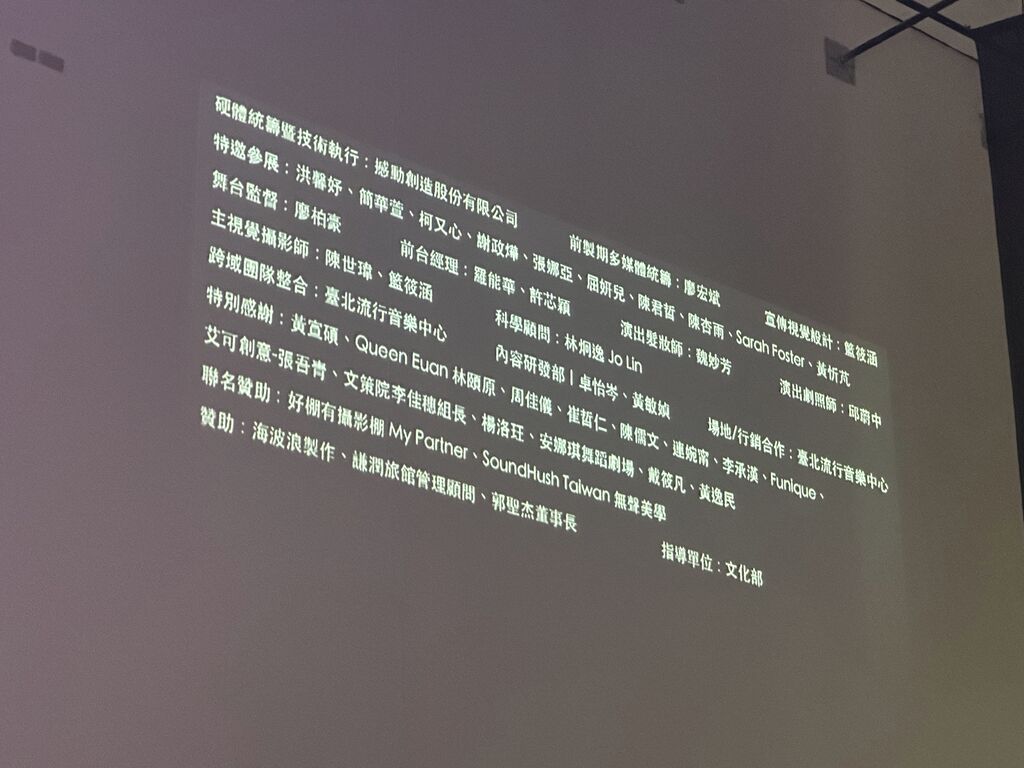 硬體統籌暨技術執行：撼動創造股份有限公司 前製期多媒體統籌：廖宏斌 宣傳視覺設計：籃筱涵
特邀參展：洪馨妤、簡華萱、柯又心、謝政燁、張娜亞、屈妍兒、陳君哲、陳杏雨、Sarah Foster、黃忻芃
舞台監督：廖柏豪 前台經理：羅能華、許芯穎 演出髮妝師：魏妙芳 演出劇照師：邱蔚中
主視覺攝影師：陳世瑋、籃筱涵 科學顧問：林炯逸 Jo Lin
跨域團隊整合：臺北流行音樂中心 內容研發部 | 卓怡岑、黃敏媜 場地/行銷合作：臺北流行音樂中心
特別感謝：黃宣碩、Queen Euan 林頤原、周佳儀、崔哲仁、陳儒文、連婉甯、李承漢、Funique、
艾可創意-張吾青、文策院李佳穗組長、楊洛玨、安娜琪舞蹈劇場、戴筱凡、黃逸民
聯名贊助：好棚有攝影棚 My Partner、SoundHush Taiwan 無聲美學
贊助：海波浪製作、謙潤旅館管理顧問、郭聖杰董事長 指導單位：文化部